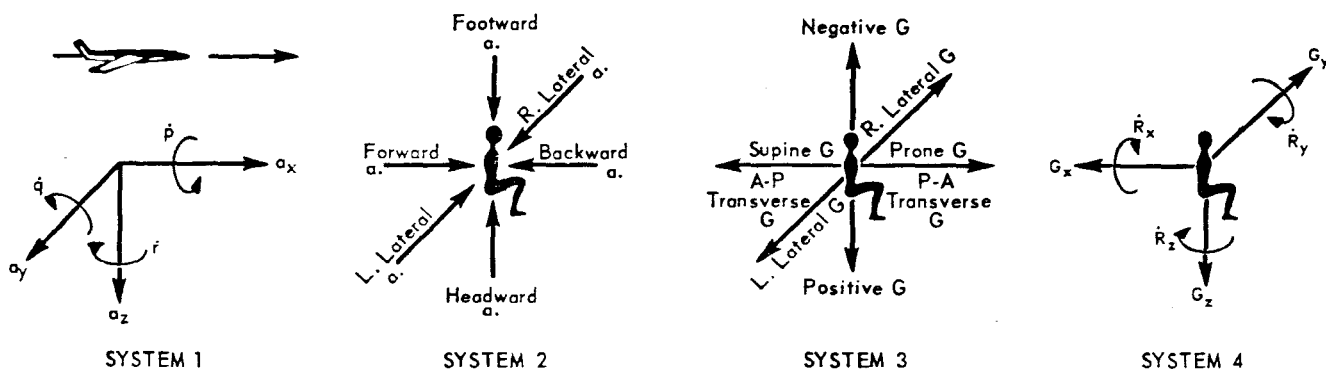 ṗ
a_x
q̇
ṙ
a_y
a_z
SYSTEM 1
Footward
a.
R. Lateral
a.
Forward
a.
Backward
a.
L. Lateral
a.
Headward
a.
SYSTEM 2
Negative G
R. Lateral G
Supine G
A-P
Transverse
G
Prone G
P-A
Transverse
G
L. Lateral G
Positive G
SYSTEM 3
G_y
Ṙ_x
Ṙ_y
G_x
Ṙ_z
G_z
SYSTEM 4